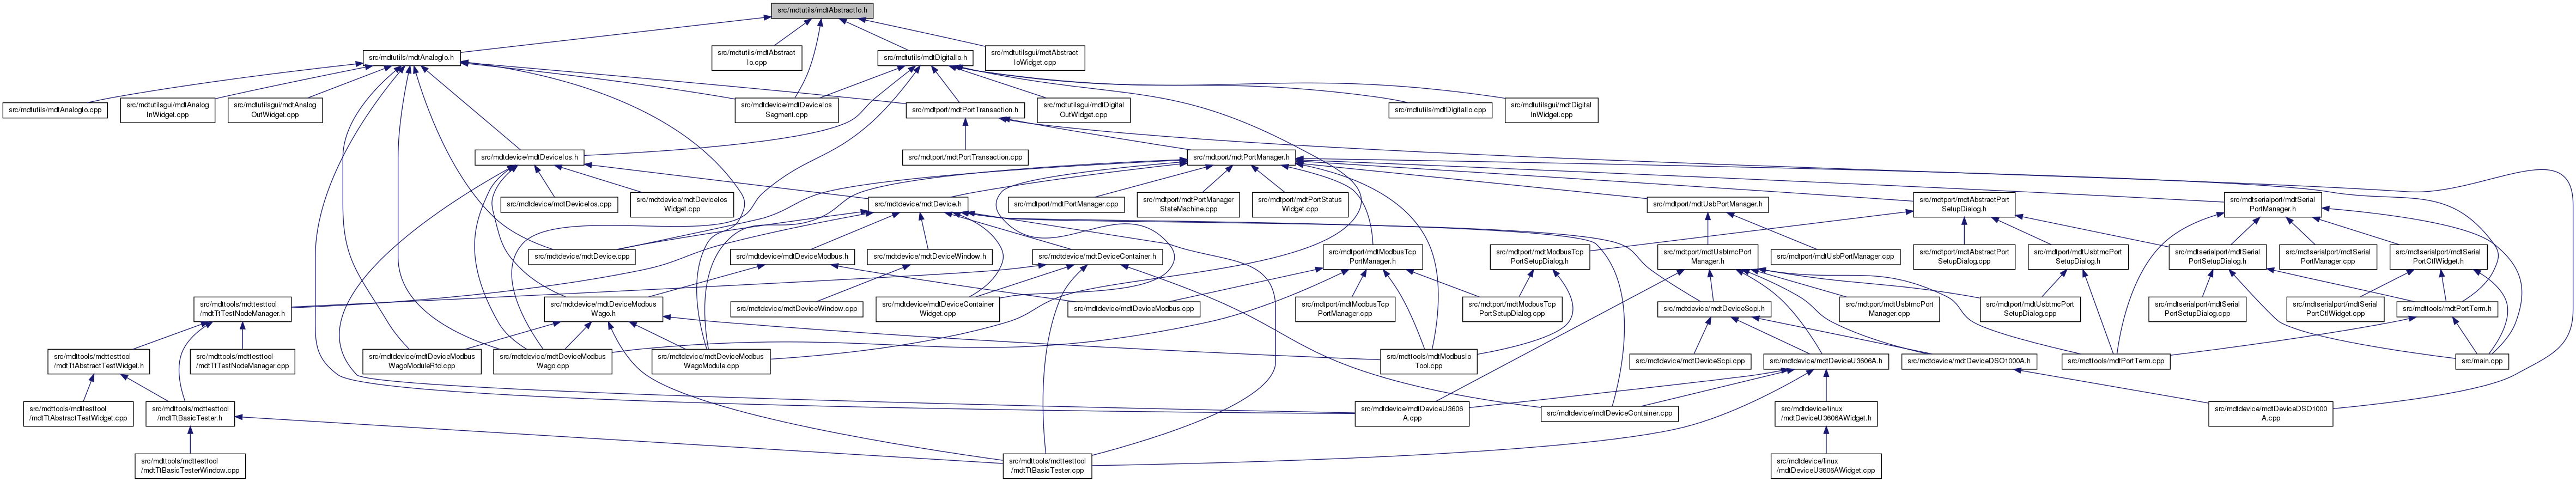 src/mdtutils/mdtAbstractIo.h
src/mdtutils/mdtAnalogIo.h
src/mdtutils/mdtAbstract
Io.cpp
src/mdtutils/mdtDigitalIo.h
src/mdtutilsgui/mdtAbstract
IoWidget.cpp
src/mdtutils/mdtAnalogIo.cpp
src/mdtutilsgui/mdtAnalog
InWidget.cpp
src/mdtutilsgui/mdtAnalog
OutWidget.cpp
src/mdtdevice/mdtDeviceIos
Segment.cpp
src/mdtport/mdtPortTransaction.h
src/mdtutilsgui/mdtDigital
OutWidget.cpp
src/mdtutils/mdtDigitalIo.cpp
src/mdtutilsgui/mdtDigital
InWidget.cpp
src/mdtdevice/mdtDeviceIos.h
src/mdtport/mdtPortTransaction.cpp
src/mdtport/mdtPortManager.h
src/mdtdevice/mdtDeviceIos.cpp
src/mdtdevice/mdtDeviceIos
Widget.cpp
src/mdtdevice/mdtDevice.h
src/mdtport/mdtPortManager.cpp
src/mdtport/mdtPortManager
StateMachine.cpp
src/mdtport/mdtPortStatus
Widget.cpp
src/mdtport/mdtUsbPortManager.h
src/mdtport/mdtAbstractPort
SetupDialog.h
src/mdtserialport/mdtSerial
PortManager.h
src/mdtdevice/mdtDevice.cpp
src/mdtdevice/mdtDeviceModbus.h
src/mdtdevice/mdtDeviceWindow.h
src/mdtdevice/mdtDeviceContainer.h
src/mdtport/mdtModbusTcp
PortManager.h
src/mdtport/mdtModbusTcp
PortSetupDialog.h
src/mdtport/mdtUsbtmcPort
Manager.h
src/mdtport/mdtUsbPortManager.cpp
src/mdtport/mdtAbstractPort
SetupDialog.cpp
src/mdtport/mdtUsbtmcPort
SetupDialog.h
src/mdtserialport/mdtSerial
PortSetupDialog.h
src/mdtserialport/mdtSerial
PortManager.cpp
src/mdtserialport/mdtSerial
PortCtlWidget.h
src/mdttools/mdttesttool
/mdtTtTestNodeManager.h
src/mdtdevice/mdtDeviceModbus
Wago.h
src/mdtdevice/mdtDeviceWindow.cpp
src/mdtdevice/mdtDeviceContainer
Widget.cpp
src/mdtdevice/mdtDeviceModbus.cpp
src/mdtport/mdtModbusTcp
PortManager.cpp
src/mdtport/mdtModbusTcp
PortSetupDialog.cpp
src/mdtdevice/mdtDeviceScpi.h
src/mdtport/mdtUsbtmcPort
Manager.cpp
src/mdtport/mdtUsbtmcPort
SetupDialog.cpp
src/mdtserialport/mdtSerial
PortSetupDialog.cpp
src/mdtserialport/mdtSerial
PortCtlWidget.cpp
src/mdttools/mdtPortTerm.h
src/mdttools/mdttesttool
/mdtTtAbstractTestWidget.h
src/mdttools/mdttesttool
/mdtTtTestNodeManager.cpp
src/mdtdevice/mdtDeviceModbus
WagoModuleRtd.cpp
src/mdtdevice/mdtDeviceModbus
Wago.cpp
src/mdtdevice/mdtDeviceModbus
WagoModule.cpp
src/mdttools/mdtModbusIo
Tool.cpp
src/mdtdevice/mdtDeviceScpi.cpp
src/mdtdevice/mdtDeviceU3606A.h
src/mdtdevice/mdtDeviceDSO1000A.h
src/mdttools/mdtPortTerm.cpp
src/main.cpp
src/mdttools/mdttesttool
/mdtTtAbstractTestWidget.cpp
src/mdttools/mdttesttool
/mdtTtBasicTester.h
src/mdtdevice/mdtDeviceU3606
A.cpp
src/mdtdevice/mdtDeviceContainer.cpp
src/mdtdevice/linux
/mdtDeviceU3606AWidget.h
src/mdtdevice/mdtDeviceDSO1000
A.cpp
src/mdttools/mdttesttool
/mdtTtBasicTesterWindow.cpp
src/mdttools/mdttesttool
/mdtTtBasicTester.cpp
src/mdtdevice/linux
/mdtDeviceU3606AWidget.cpp